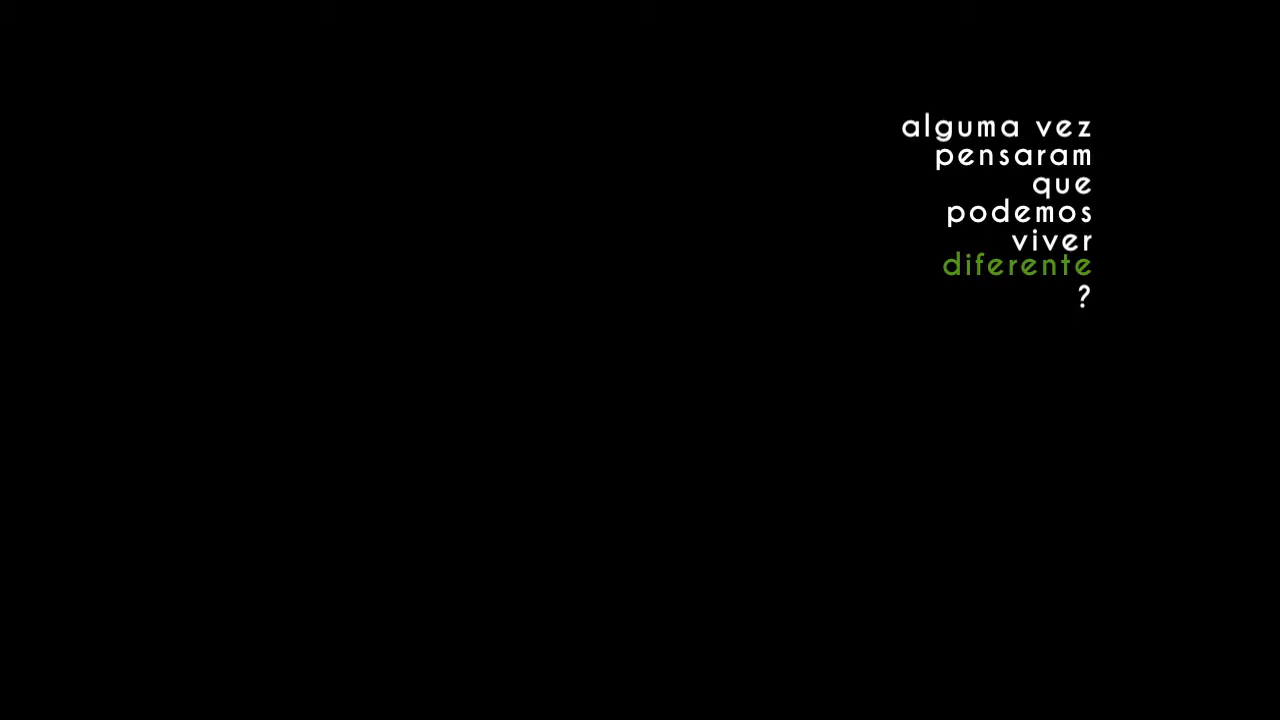 alguma vez
pensaram
que
podemos
viver
diferente
?